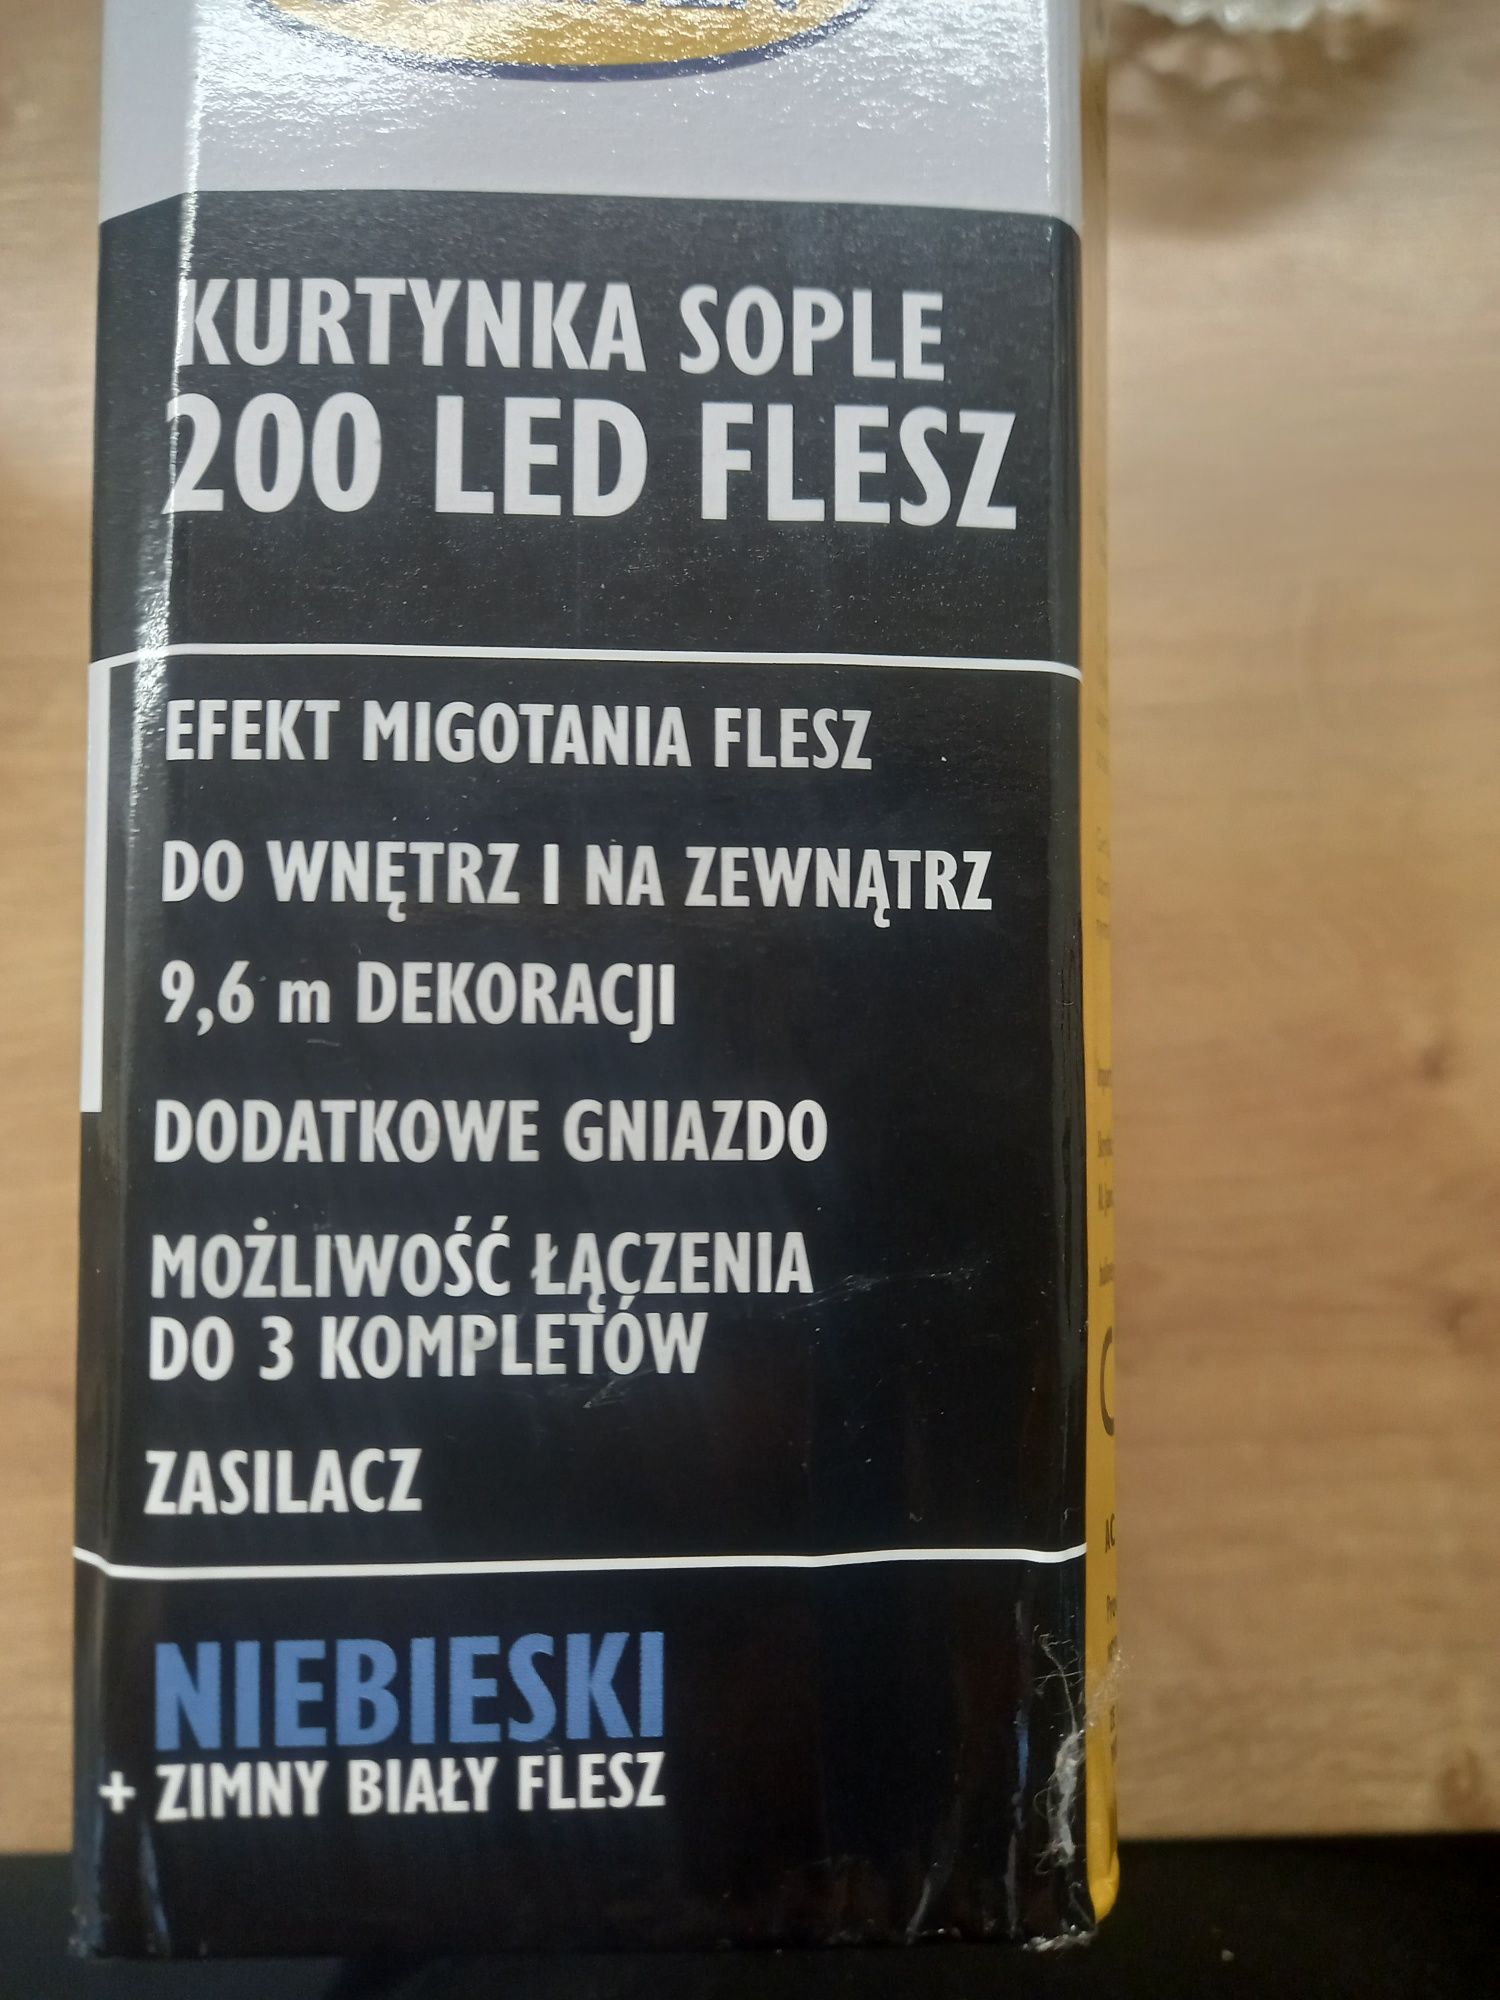 KURTYNKA SOPLE
200 LED FLESZ
EFEKT MIGOTANIA FLESZ
DO WNĘTRZ I NA ZEWNĄTRZ
9,6 m DEKORACJI
DODATKOWE GNIAZDO
MOŻLIWOŚĆ ŁĄCZENIA
DO 3 KOMPLETÓW
ZASILACZ
NIEBIESKI
+ ZIMNY BIAŁY FLESZ